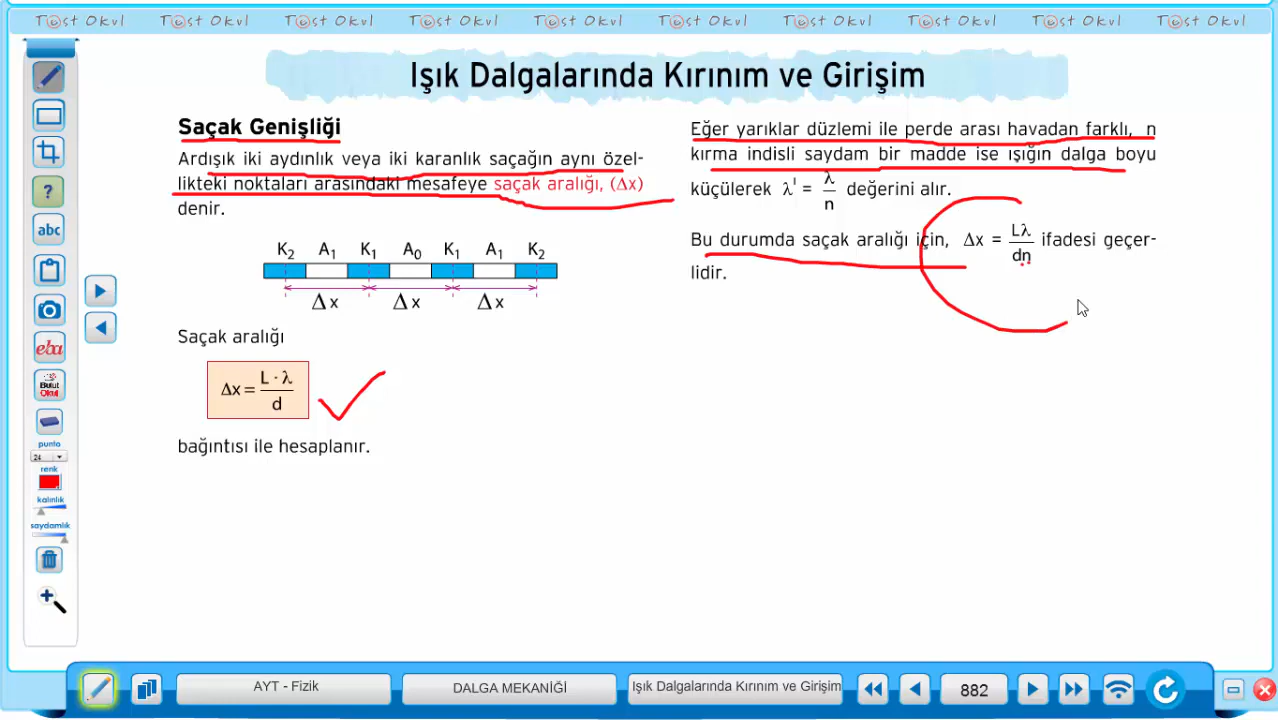 Test Okul Test Okul Test Okul Test Okul Test Okul Test Okul Test Okul Test Okul Test Okul Test Okul
Işık Dalgalarında Kırınım ve Girişim
Saçak Genişliği
Ardışık iki aydınlık veya iki karanlık saçağın aynı özel-
likteki noktaları arasındaki mesafeye saçak aralığı, (Δx)
denir.
K₂ A₁ K₁ A₀ K₁ A₁ K₂
Δx Δx Δx
Saçak aralığı
Δx = L · λ / d
bağıntısı ile hesaplanır.
Eğer yarıklar düzlemi ile perde arası havadan farklı, n
kırma indisli saydam bir madde ise ışığın dalga boyu
küçülerek λ' = λ / n değerini alır.
Bu durumda saçak aralığı için, Δx = Lλ / dn ifadesi geçer-
lidir.
?
abc
eba
Bulut
Okul
punto
24
renk
kalınlık
saydamlık
AYT - Fizik
DALGA MEKANİĞİ
Işık Dalgalarında Kırınım ve Girişim
882